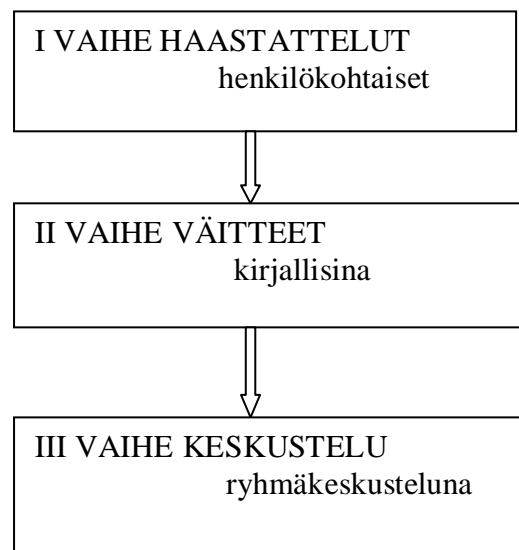 I VAIHE HAASTATTELUT
henkilökohtaiset
II VAIHE VÄITTEET
kirjallisina
III VAIHE KESKUSTELU
ryhmäkeskusteluna